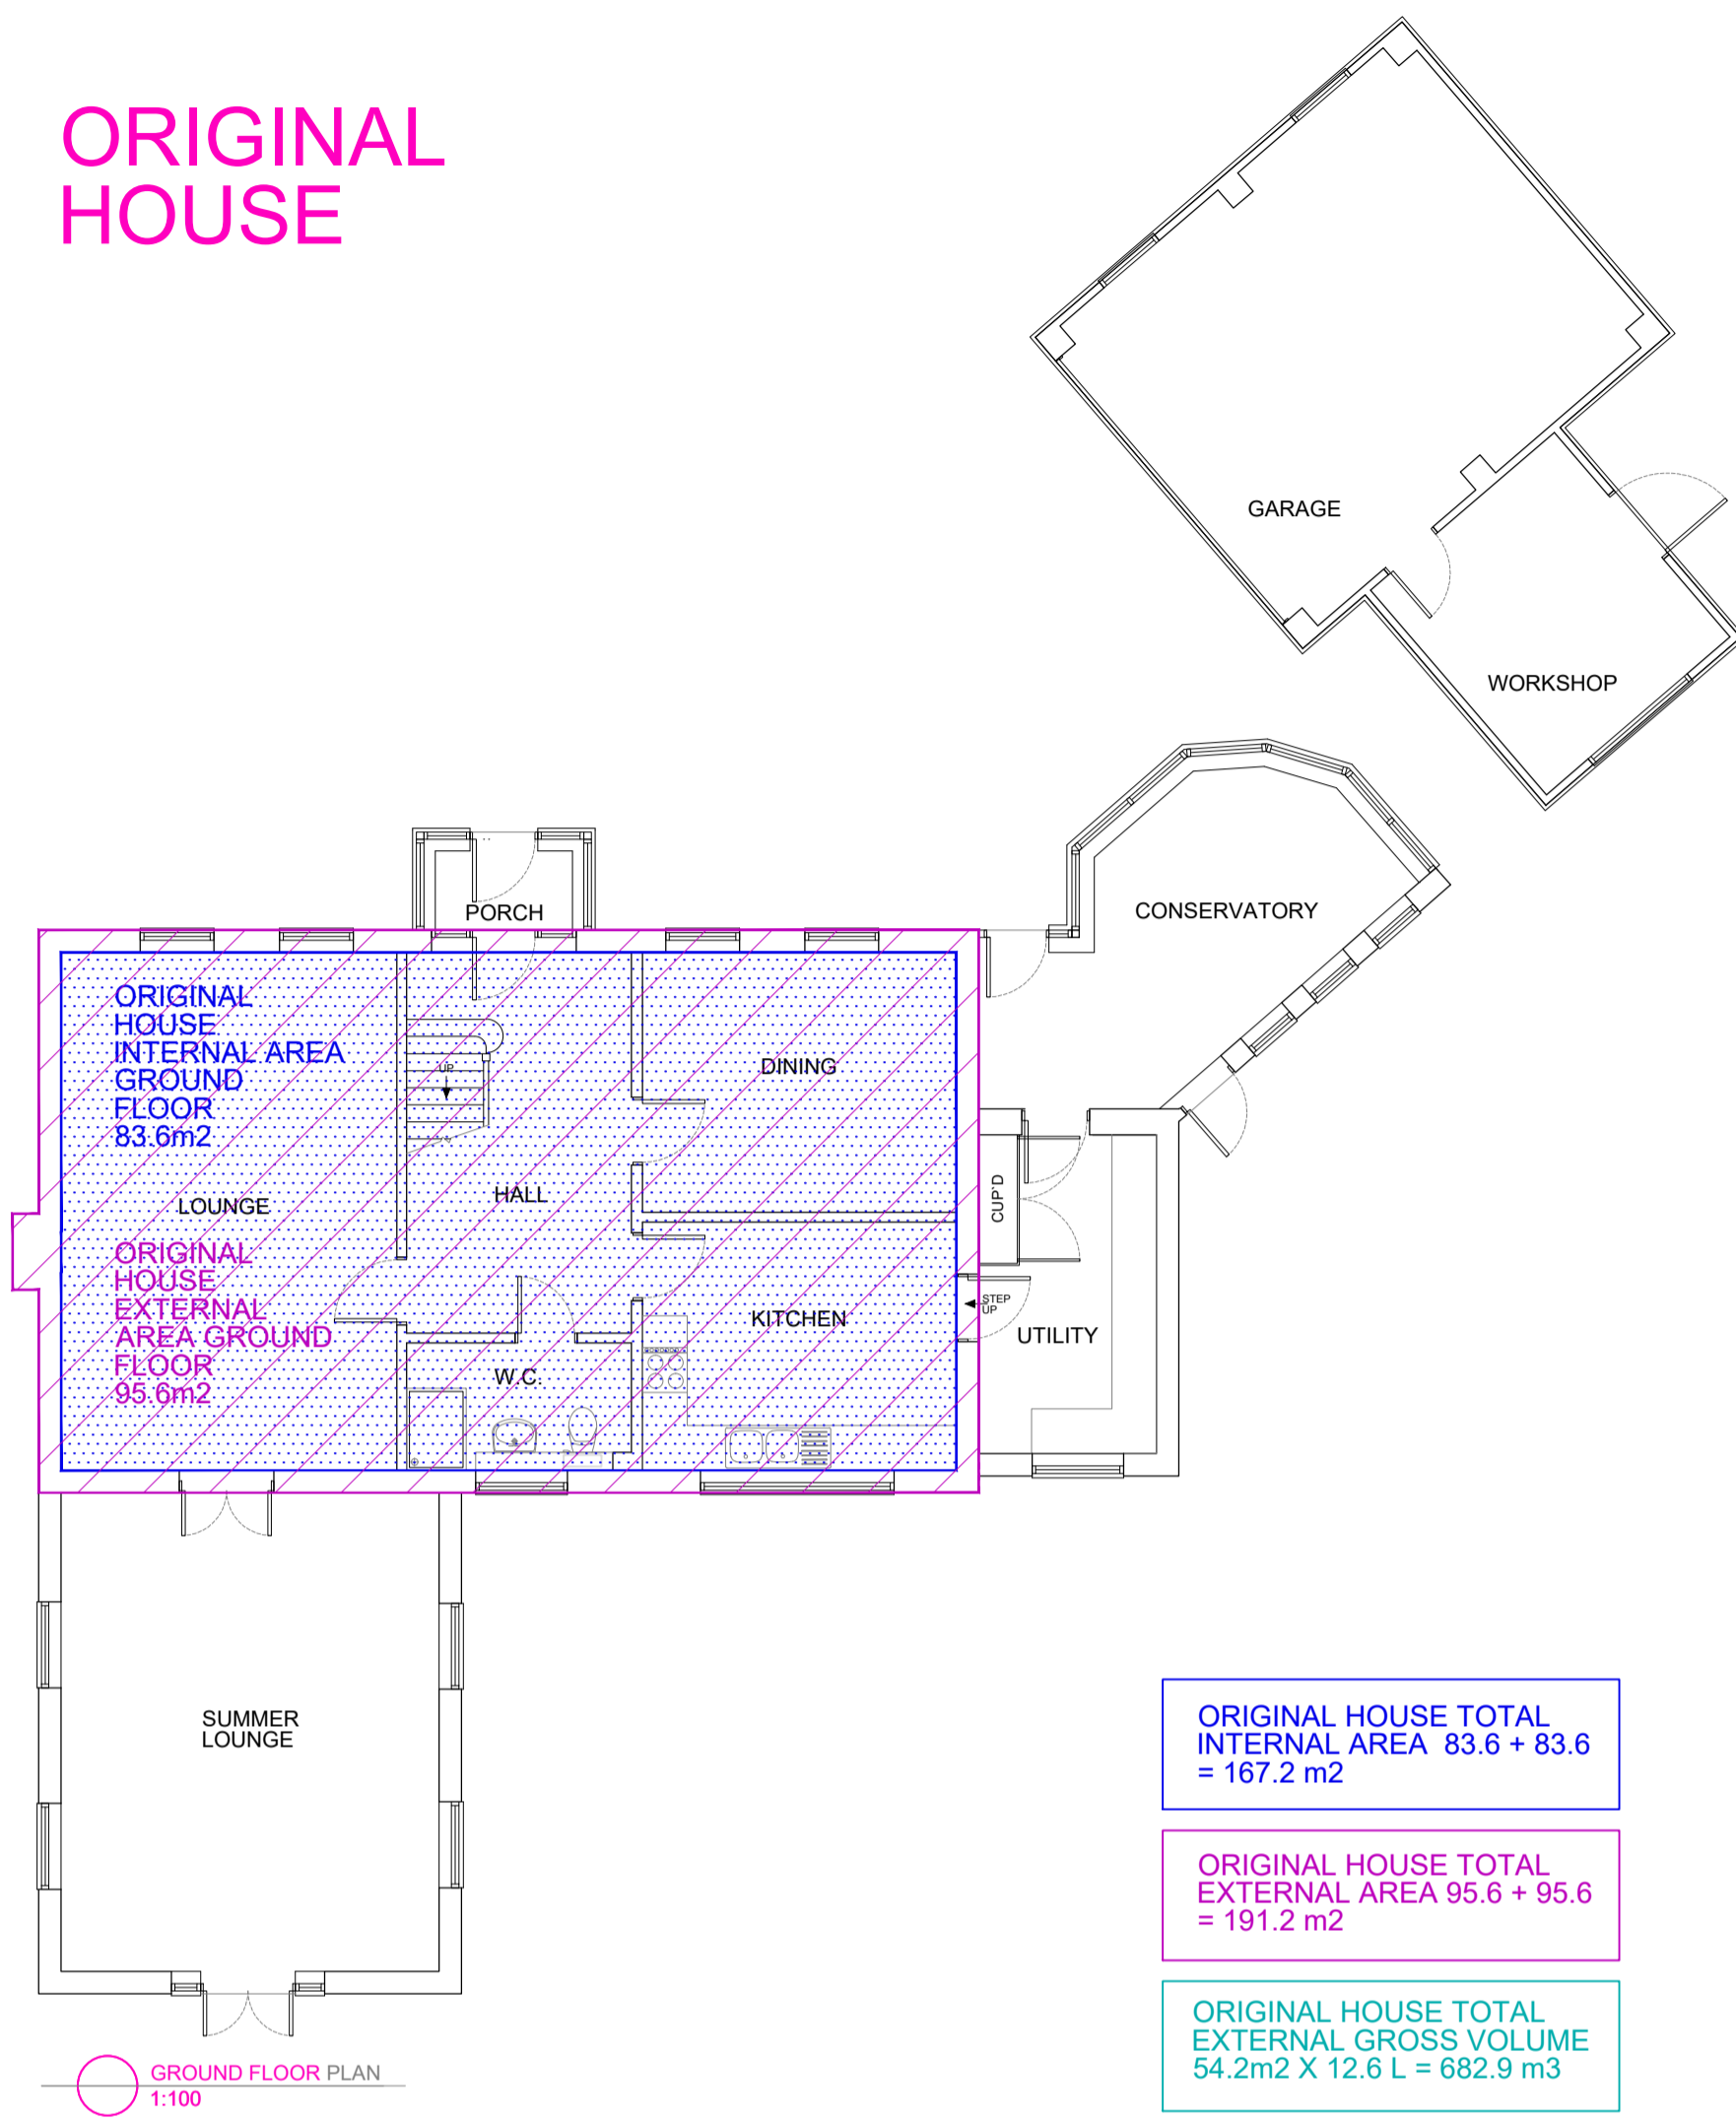 ORIGINAL
HOUSE
GARAGE
WORKSHOP
PORCH
CONSERVATORY
ORIGINAL
HOUSE
INTERNAL AREA
GROUND
FLOOR
83.6m2
UP
DINING
LOUNGE
HALL
CUP'D
ORIGINAL
HOUSE
EXTERNAL
AREA GROUND
FLOOR
95.6m2
STEP
UP
KITCHEN
UTILITY
W.C.
SUMMER
LOUNGE
ORIGINAL HOUSE TOTAL
INTERNAL AREA 83.6 + 83.6
= 167.2 m2
ORIGINAL HOUSE TOTAL
EXTERNAL AREA 95.6 + 95.6
= 191.2 m2
ORIGINAL HOUSE TOTAL
EXTERNAL GROSS VOLUME
54.2m2 X 12.6 L = 682.9 m3
GROUND FLOOR PLAN
1:100